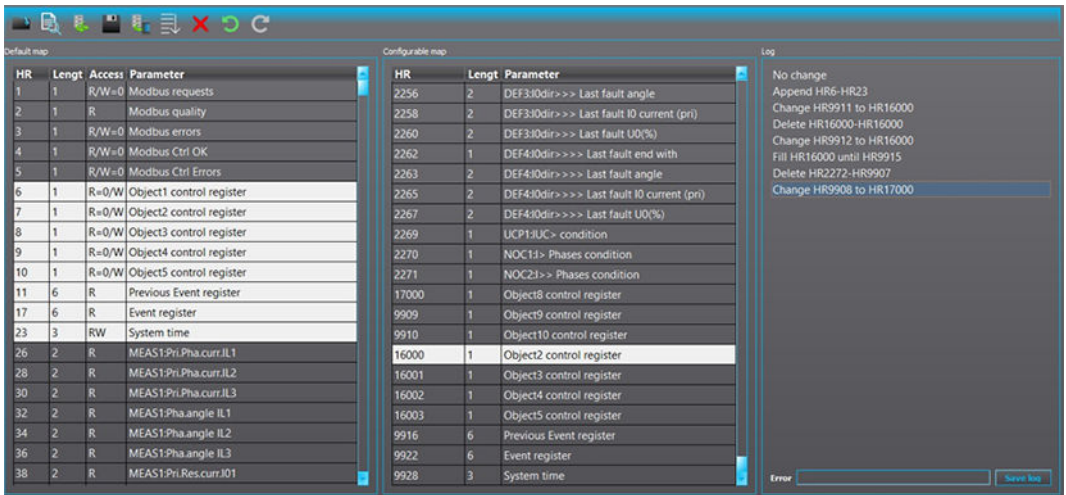 Default map
HR Lengt Access Parameter
1 1 R/W=0 Modbus requests
2 1 R Modbus quality
3 1 R/W=0 Modbus errors
4 1 R/W=0 Modbus Ctrl OK
5 1 R/W=0 Modbus Ctrl Errors
6 1 R=0/W Object1 control register
7 1 R=0/W Object2 control register
8 1 R=0/W Object3 control register
9 1 R=0/W Object4 control register
10 1 R=0/W Object5 control register
11 6 R Previous Event register
17 6 R Event register
23 3 RW System time
26 2 R MEAS1:Pri.Pha.curr.IL1
28 2 R MEAS1:Pri.Pha.curr.IL2
30 2 R MEAS1:Pri.Pha.curr.IL3
32 2 R MEAS1:Pha.angle IL1
34 2 R MEAS1:Pha.angle IL2
36 2 R MEAS1:Pha.angle IL3
38 2 R MEAS1:Pri.Res.curr.I01
Configurable map
HR Lengt Parameter
2256 2 DEF3:I0dir>>> Last fault angle
2258 2 DEF3:I0dir>>> Last fault I0 current (pri)
2260 2 DEF3:I0dir>>> Last fault U0(%)
2262 1 DEF4:I0dir>>>> Last fault end with
2263 2 DEF4:I0dir>>>> Last fault angle
2265 2 DEF4:I0dir>>>> Last fault I0 current (pri)
2267 2 DEF4:I0dir>>>> Last fault U0(%)
2269 1 UCP1:IUC> condition
2270 1 NOC1:I> Phases condition
2271 1 NOC2:I>> Phases condition
17000 1 Object8 control register
9909 1 Object9 control register
9910 1 Object10 control register
16000 1 Object2 control register
16001 1 Object3 control register
16002 1 Object4 control register
16003 1 Object5 control register
9916 6 Previous Event register
9922 6 Event register
9928 3 System time
Log
No change
Append HR6-HR23
Change HR9911 to HR16000
Delete HR16000-HR16000
Change HR9912 to HR16000
Fill HR16000 until HR9915
Delete HR2272-HR9907
Change HR9908 to HR17000
Error
Save log